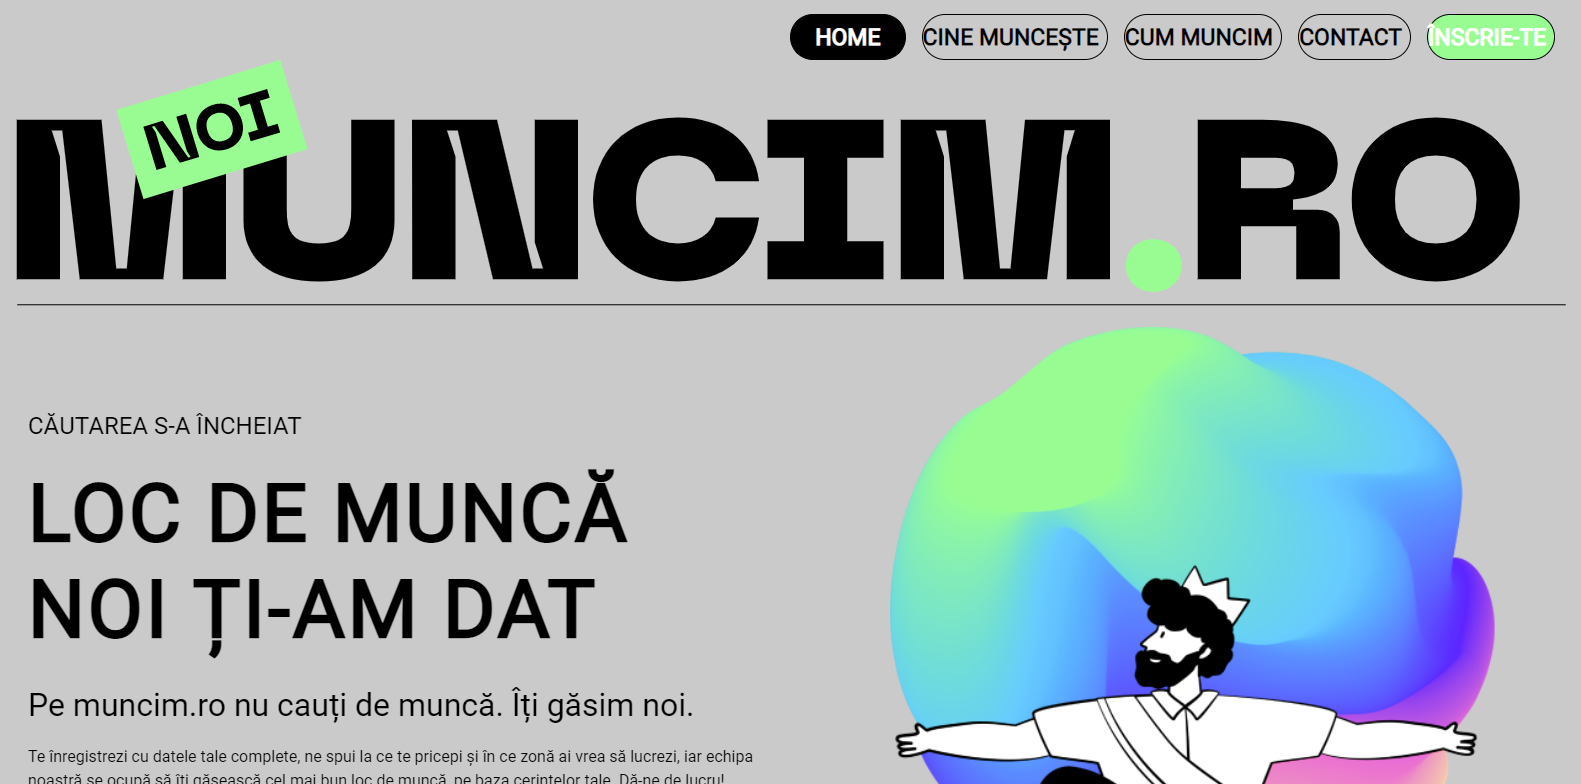 HOME CINE MUNCEȘTE CUM MUNCIM CONTACT ÎNSCRIE-TE
NOI
MUNCIM.RO
CĂUTAREA S-A ÎNCHEIAT
LOC DE MUNCĂ
NOI ȚI-AM DAT
Pe muncim.ro nu cauți de muncă. Îți găsim noi.
Te înregistrezi cu datele tale complete, ne spui la ce te pricepi și în ce zonă ai vrea să lucrezi, iar echipa
noastră se ocupă să îți găsească cel mai bun loc de muncă, pe baza cerințelor tale. Dă-ne de lucru!